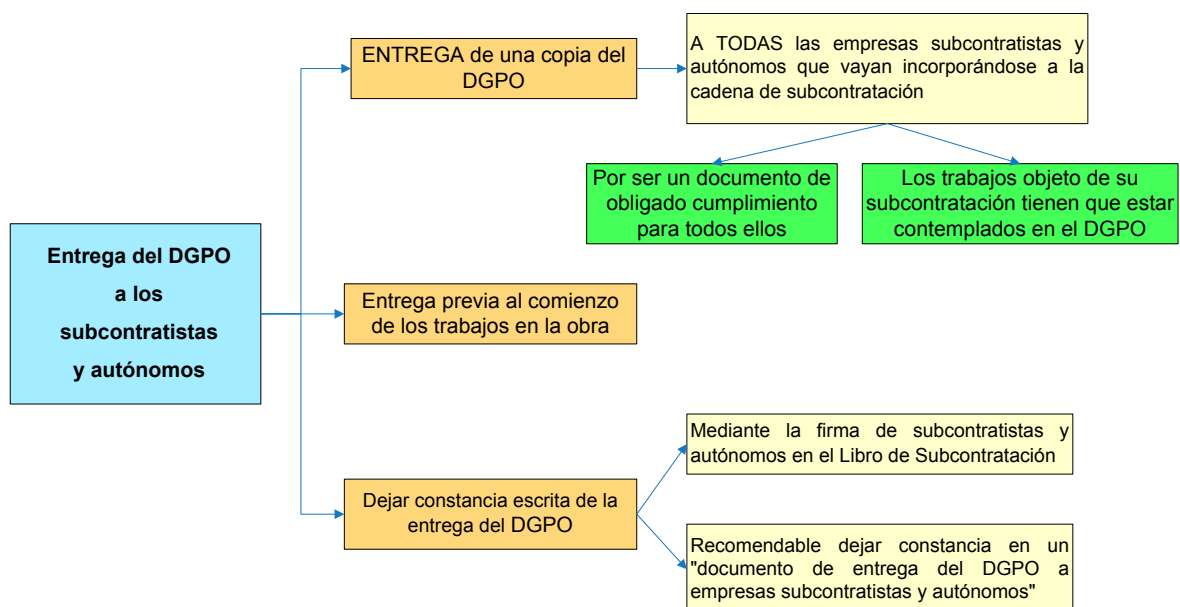 Entrega del DGPO
a los
subcontratistas
y autónomos
ENTREGA de una copia del
DGPO
A TODAS las empresas subcontratistas y
autónomos que vayan incorporándose a la
cadena de subcontratación
Por ser un documento de
obligado cumplimiento
para todos ellos
Los trabajos objeto de su
subcontratación tienen que estar
contemplados en el DGPO
Entrega previa al comienzo
de los trabajos en la obra
Dejar constancia escrita de la
entrega del DGPO
Mediante la firma de subcontratistas y
autónomos en el Libro de Subcontratación
Recomendable dejar constancia en un
"documento de entrega del DGPO a
empresas subcontratistas y autónomos"